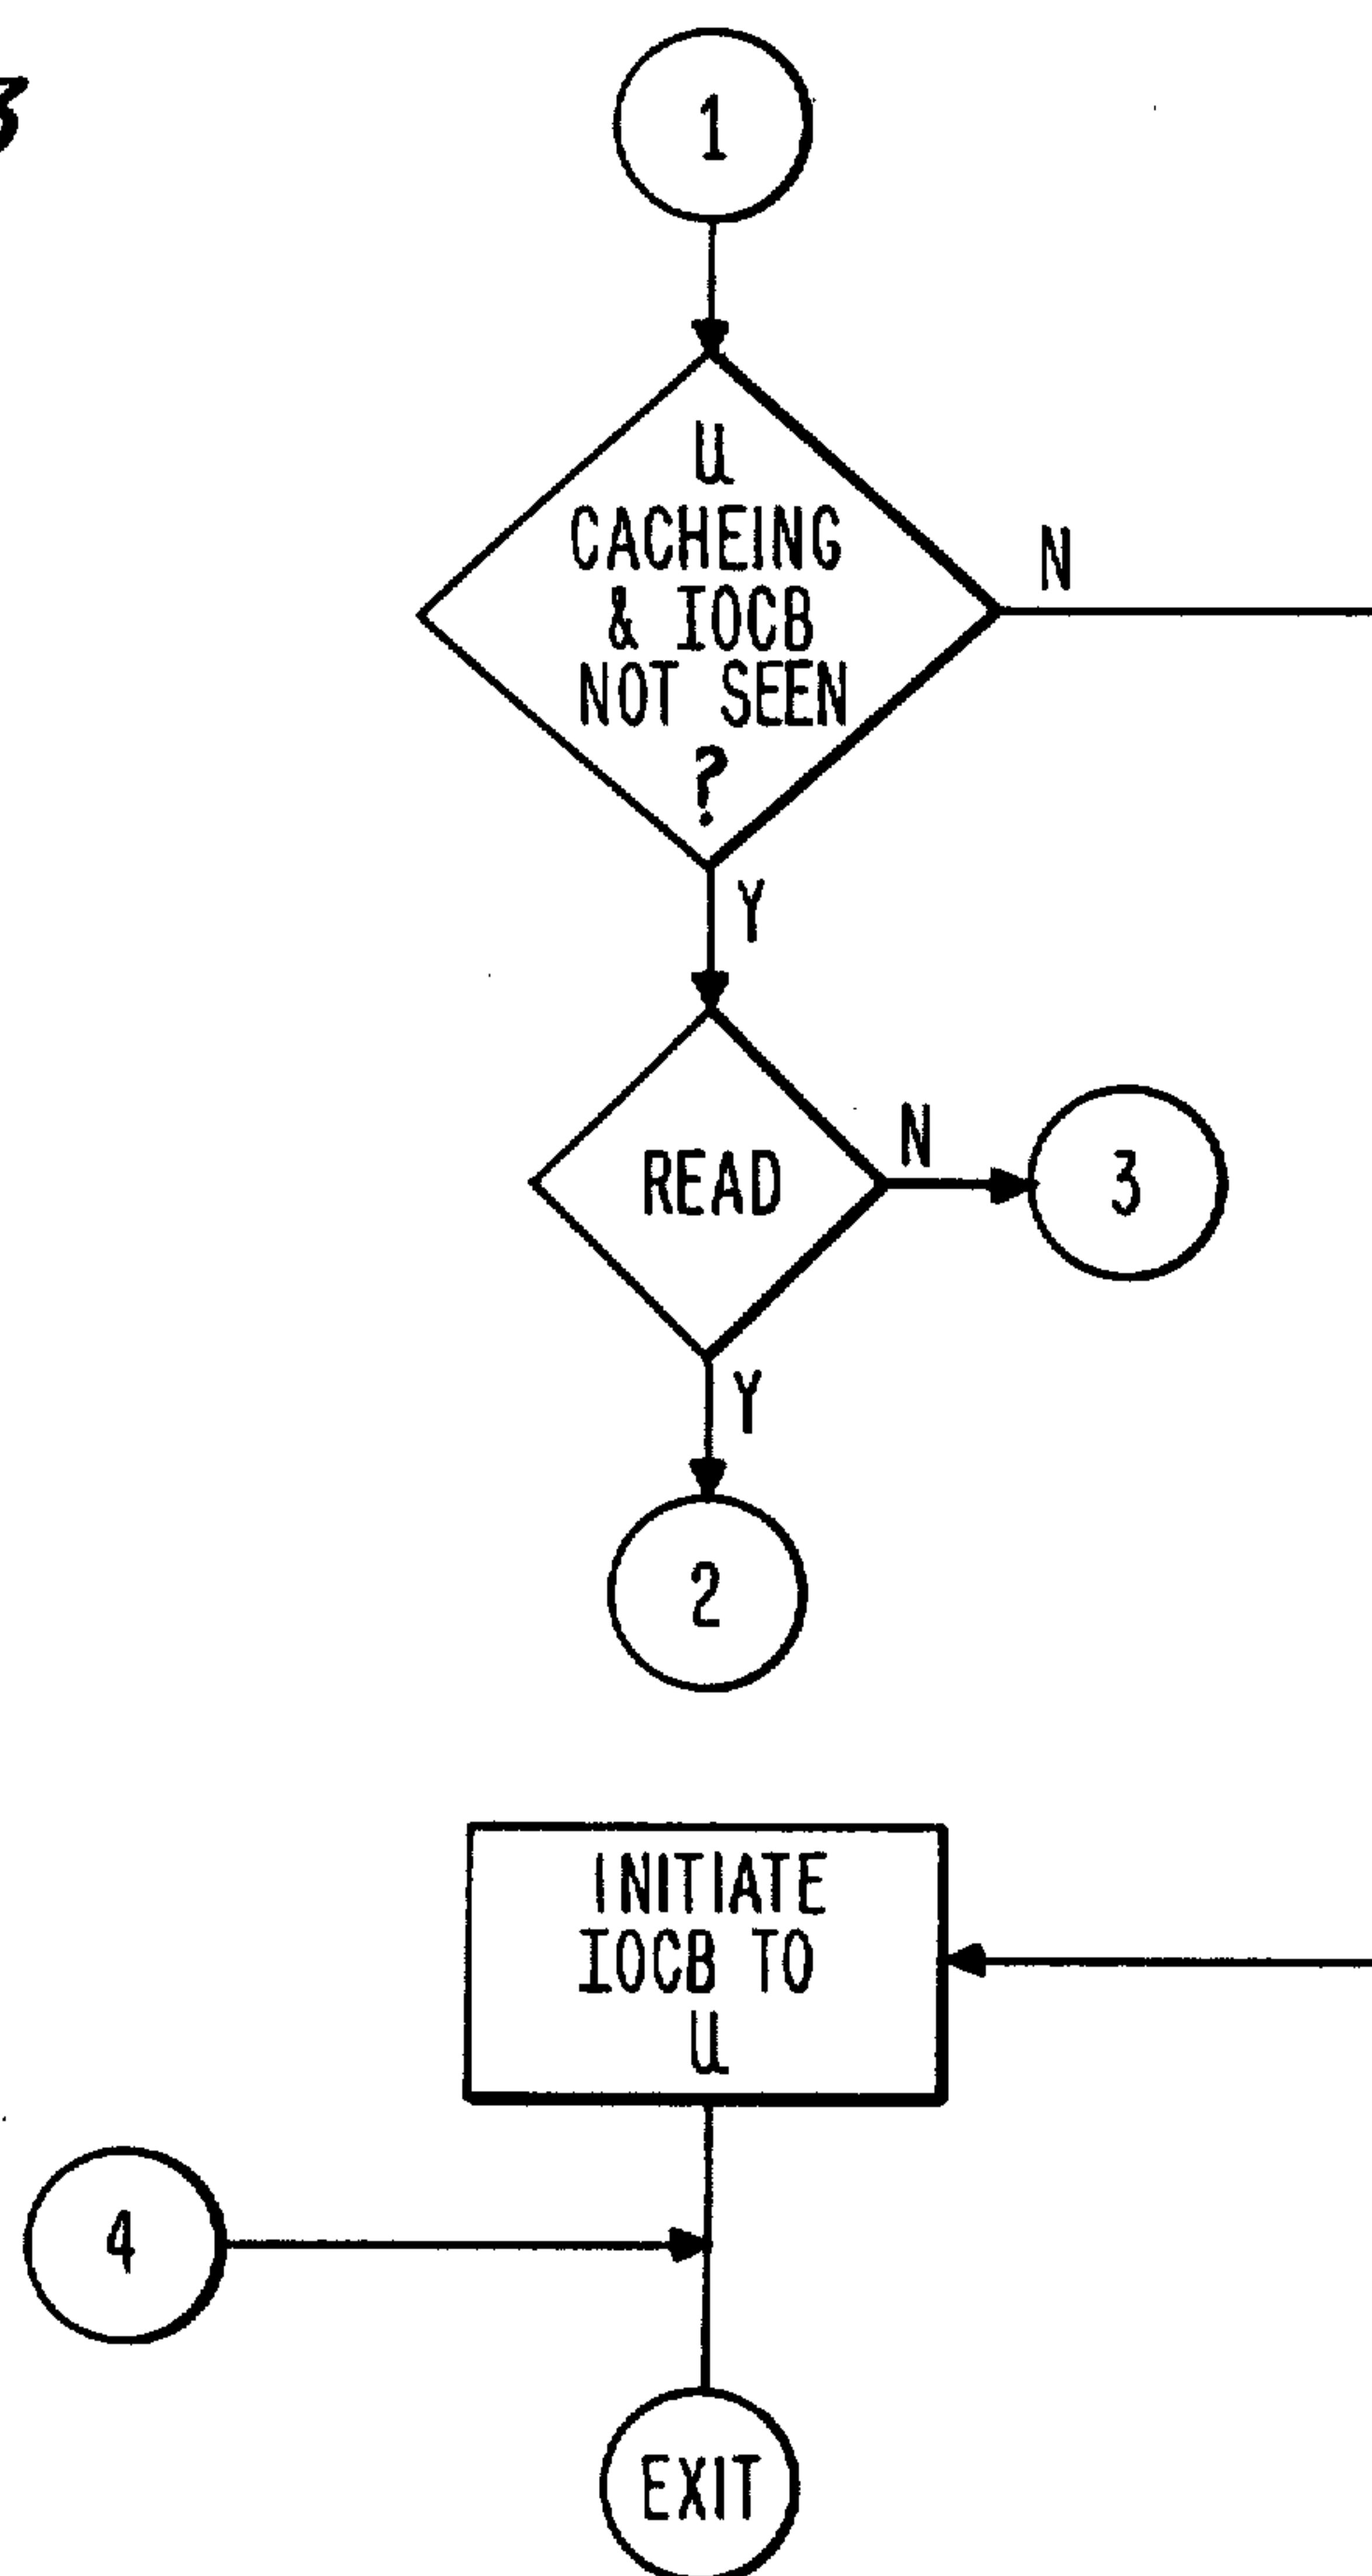 3
1
u
CACHEING
& IOCB
NOT SEEN
?
N
Y
READ
N
3
Y
2
INITIATE
IOCB TO
u
4
EXIT